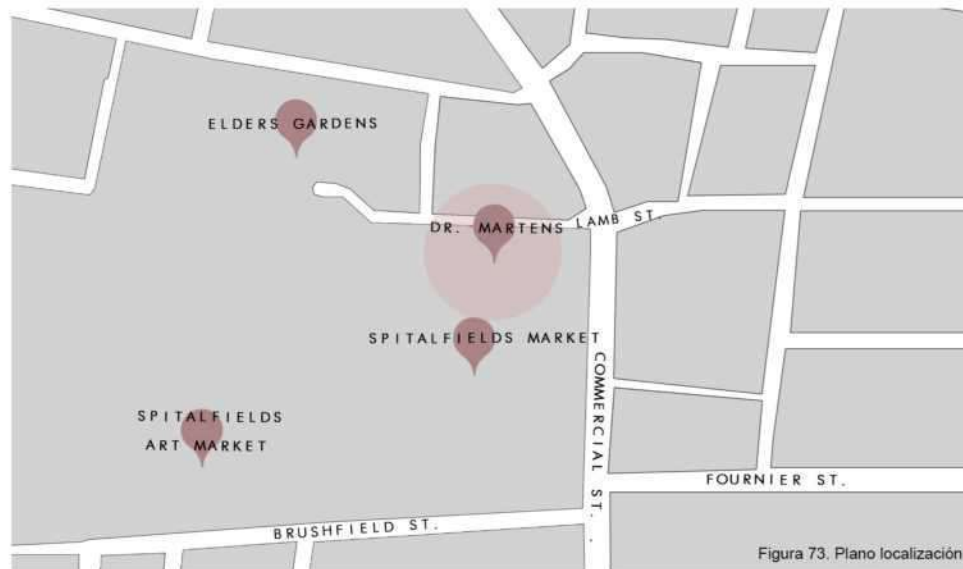 ELDERS GARDENS
DR. MARTENS
LAMB ST.
SPITALFIELDS MARKET
COMMERCIAL ST.
SPITALFIELDS
ART MARKET
FOURNIER ST.
BRUSHFIELD ST.
Figura 73. Plano localización